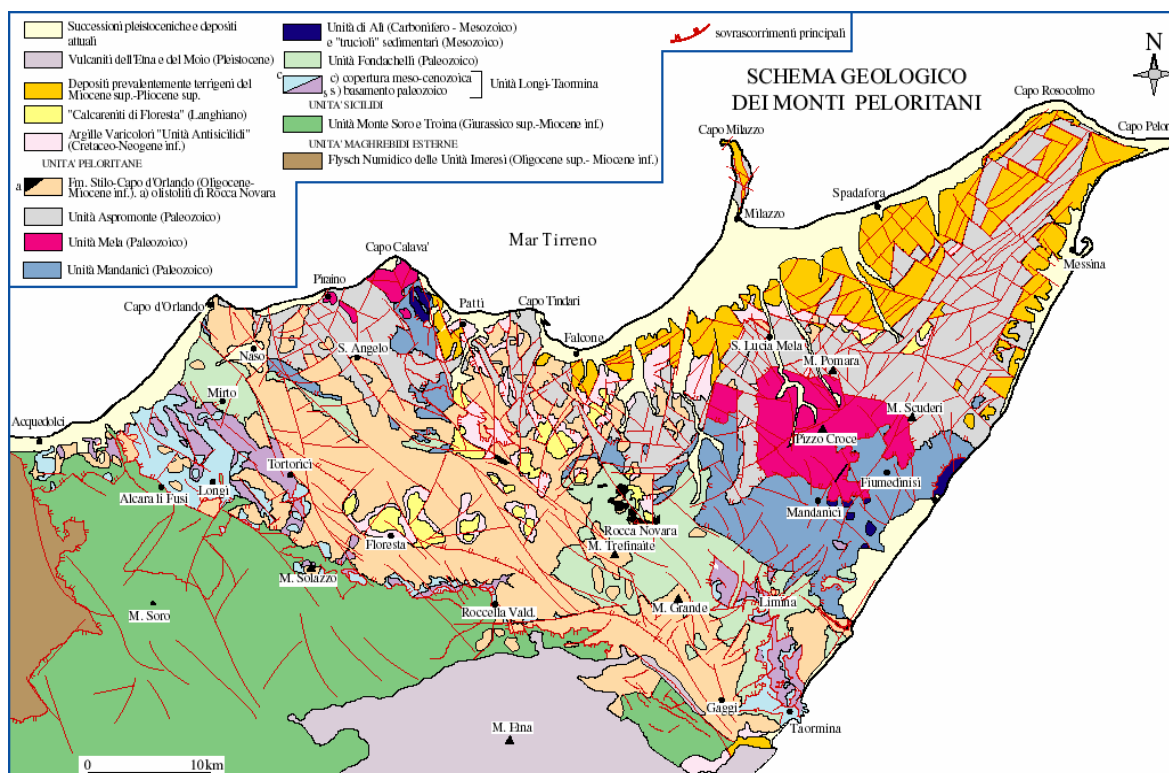 Successioni pleistoceniche e depositi
attuali
Vulcaniti dell'Etna e del Moio (Pleistocene)
Depositi prevalentemente terrigeni del
Miocene sup.-Pliocene sup.
"Calcareniti di Floresta" (Langhiano)
Argille Varicolori "Unità Antisicilidi"
(Cretaceo-Neogene inf.)
UNITA' PELORITANE
a
Fm. Stilo-Capo d'Orlando (Oligocene-
Miocene inf.). a) olistoliti di Rocca Novara
Unità Aspromonte (Paleozoico)
Unità Mela (Paleozoico)
Unità Mandanici (Paleozoico)
Unità di Alì (Carbonifero - Mesozoico)
e "trucioli" sedimentari (Mesozoico)
Unità Fondachelli (Paleozoico)
c
s
c) copertura meso-cenozoica
s) basamento paleozoico
Unità Longi-Taormina
UNITA' SICILIDI
Unità Monte Soro e Troina (Giurassico sup.-Miocene inf.)
UNITA' MAGHREBIDI ESTERNE
Flysch Numidico delle Unità Imeresi (Oligocene sup.- Miocene inf.)
sovrascorrimenti principali
SCHEMA GEOLOGICO
DEI MONTI PELORITANI
N
Capo Rasocolmo
Capo Peloro
Capo Milazzo
Spadafora
Milazzo
Mar Tirreno
Messina
Capo Calava'
Piraino
Capo d'Orlando
Patti
Capo Tindari
Falcone
S. Lucia Mela
Naso
S. Angelo
M. Pomara
Mirto
M. Scuderi
Acquedolci
Pizzo Croce
Tortorici
Fiumedinisi
Alcara li Fusi
Longi
Mandanici
Rocca Novara
Floresta
M. Trefinaite
M. Solazzo
M. Soro
Roccella Vald.
M. Grande
Limina
Gaggi
Taormina
M. Etna
0
10 km